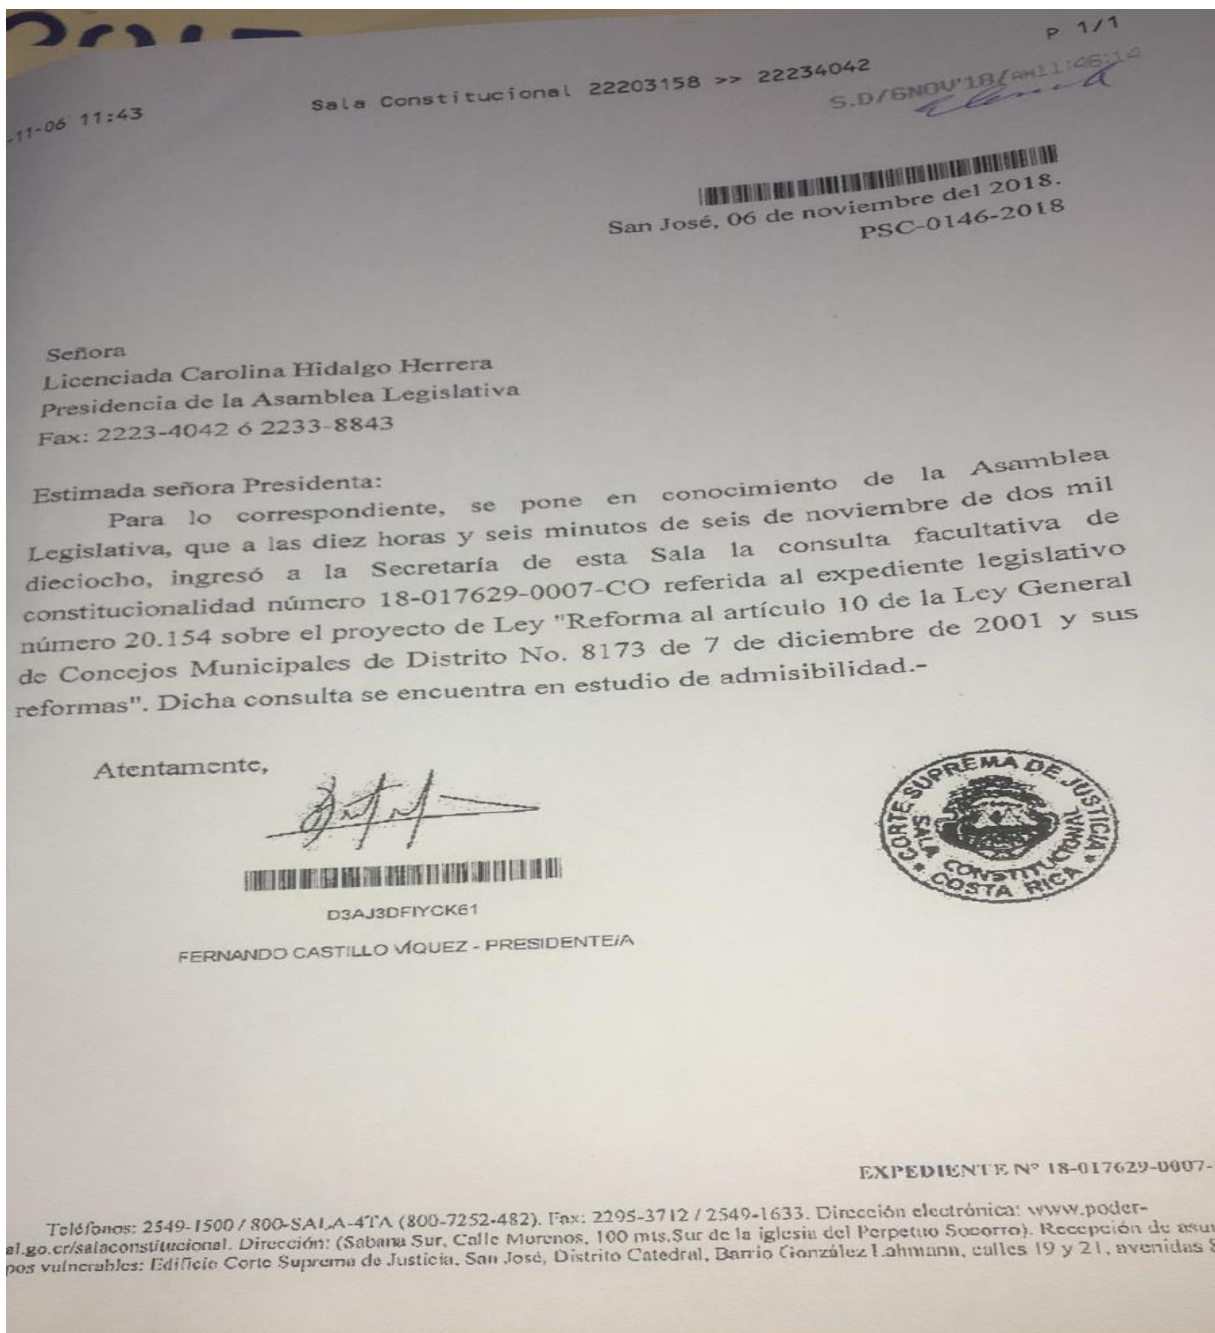 P 1/1
-11-06 11:43
Sala Constitucional 22203158 >> 22234042
S.D/6NOV'18/AM11:46:14
San José, 06 de noviembre del 2018.
PSC-0146-2018
Señora
Licenciada Carolina Hidalgo Herrera
Presidencia de la Asamblea Legislativa
Fax: 2223-4042 ó 2233-8843
Estimada señora Presidenta:
Para lo correspondiente, se pone en conocimiento de la Asamblea
Legislativa, que a las diez horas y seis minutos de seis de noviembre de dos mil
dieciocho, ingresó a la Secretaría de esta Sala la consulta facultativa de
constitucionalidad número 18-017629-0007-CO referida al expediente legislativo
número 20.154 sobre el proyecto de Ley "Reforma al artículo 10 de la Ley General
de Concejos Municipales de Distrito No. 8173 de 7 de diciembre de 2001 y sus
reformas". Dicha consulta se encuentra en estudio de admisibilidad.-
Atentamente,
CORTE SUPREMA DE JUSTICIA
SALA CONSTITUCIONAL
* COSTA RICA *
D3AJ3DFIYCK61
FERNANDO CASTILLO VÍQUEZ - PRESIDENTE/A
EXPEDIENTE Nº 18-017629-0007-
Teléfonos: 2549-1500 / 800-SALA-4TA (800-7252-482). Fax: 2295-3712 / 2549-1633. Dirección electrónica: www.poder-
al.go.cr/salaconstitucional. Dirección: (Sabana Sur, Calle Morenos, 100 mts.Sur de la iglesia del Perpetuo Socorro). Recepción de asu
pos vulnerables: Edificio Corte Suprema de Justicia, San José, Distrito Catedral, Barrio González Lahmann, calles 19 y 21, avenidas 8